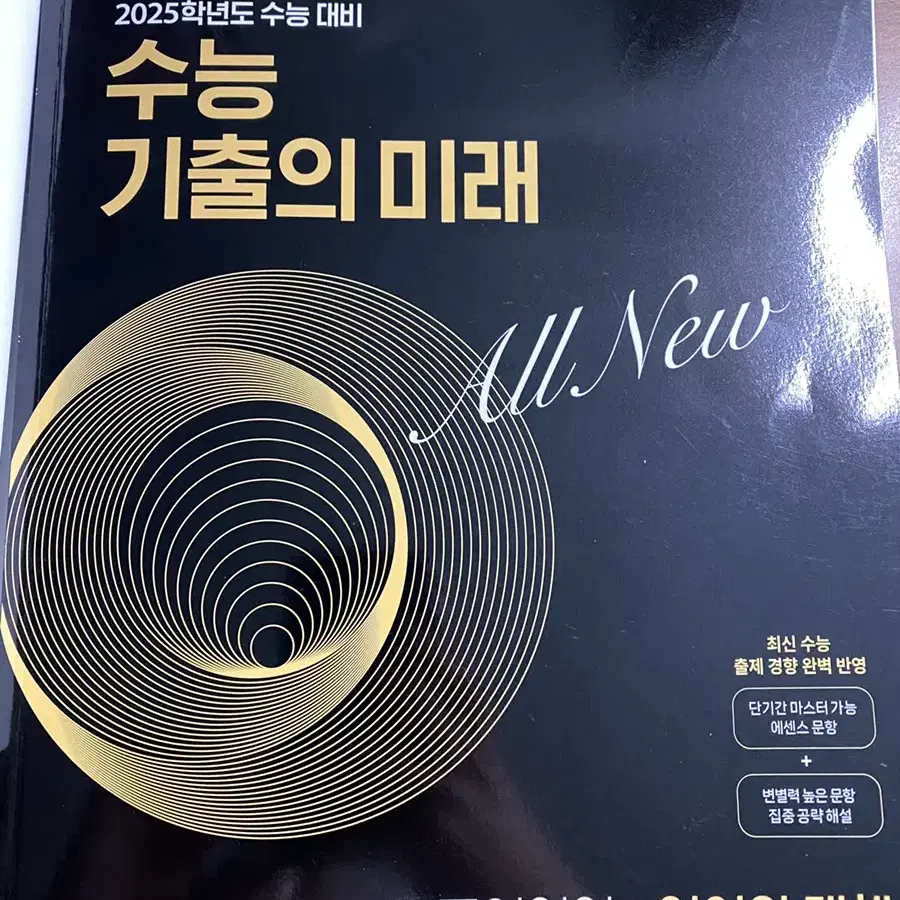 2025학년도 수능 대비
수능
기출의 미래
All New
최신 수능
출제 경향 완벽 반영
단기간 마스터 가능
에센스 문항
+
변별력 높은 문항
집중 공략 해설